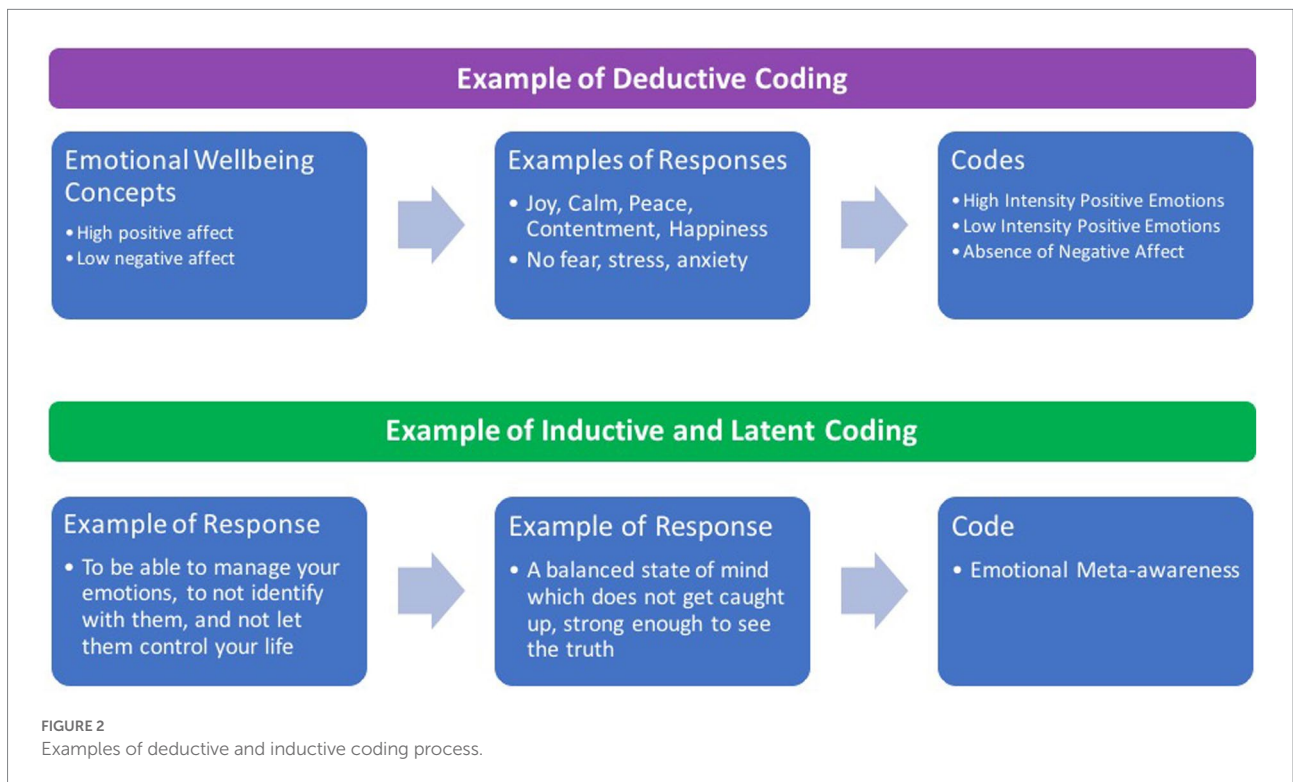 Example of Deductive Coding
Emotional Wellbeing
Concepts
• High positive affect
• Low negative affect
Examples of Responses
• Joy, Calm, Peace,
Contentment, Happiness
• No fear, stress, anxiety
Codes
• High Intensity Positive Emotions
• Low Intensity Positive Emotions
• Absence of Negative Affect
Example of Inductive and Latent Coding
Example of Response
• To be able to manage your
emotions, to not identify
with them, and not let
them control your life
Example of Response
• A balanced state of mind
which does not get caught
up, strong enough to see
the truth
Code
• Emotional Meta-awareness
FIGURE 2
Examples of deductive and inductive coding process.